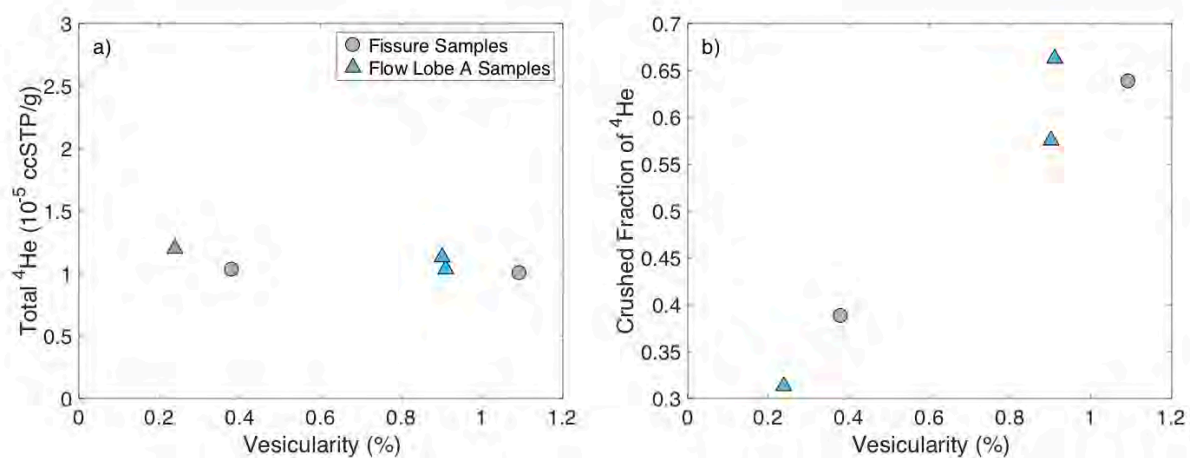 a)
Fissure Samples
Flow Lobe A Samples
Total ⁴He (10⁻⁵ ccSTP/g)
3
2.5
2
1.5
1
0.5
0
0 0.2 0.4 0.6 0.8 1 1.2
Vesicularity (%)
b)
Crushed Fraction of ⁴He
0.7
0.65
0.6
0.55
0.5
0.45
0.4
0.35
0.3
0 0.2 0.4 0.6 0.8 1 1.2
Vesicularity (%)